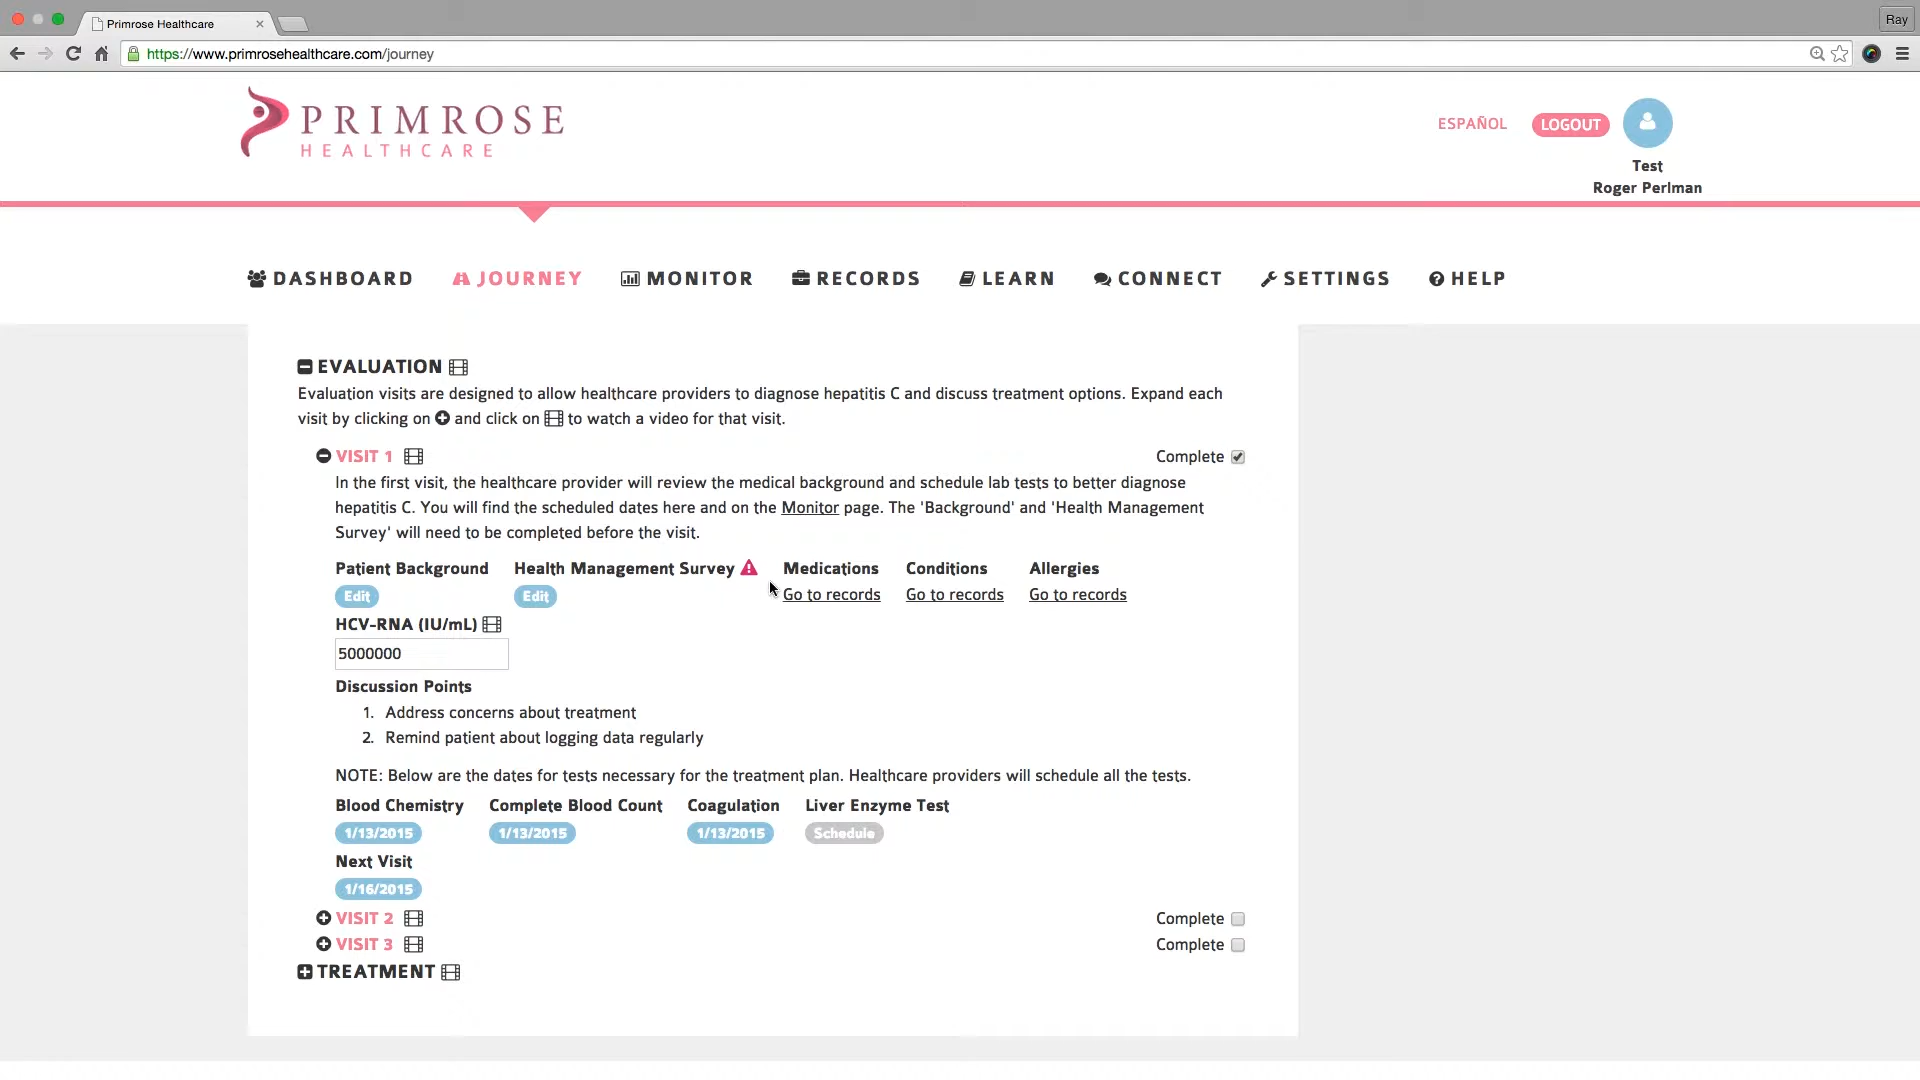 Primrose Healthcare
Ray
https://www.primrosehealthcare.com/journey
PRIMROSE
HEALTHCARE
ESPAÑOL
LOGOUT
Test
Roger Perlman
DASHBOARD JOURNEY MONITOR RECORDS LEARN CONNECT SETTINGS HELP
EVALUATION
Evaluation visits are designed to allow healthcare providers to diagnose hepatitis C and discuss treatment options. Expand each
visit by clicking on and click on to watch a video for that visit.
VISIT 1 Complete
In the first visit, the healthcare provider will review the medical background and schedule lab tests to better diagnose
hepatitis C. You will find the scheduled dates here and on the Monitor page. The 'Background' and 'Health Management
Survey' will need to be completed before the visit.
Patient Background Health Management Survey Medications Conditions Allergies
Edit Edit Go to records Go to records Go to records
HCV-RNA (IU/mL)
5000000
Discussion Points
1. Address concerns about treatment
2. Remind patient about logging data regularly
NOTE: Below are the dates for tests necessary for the treatment plan. Healthcare providers will schedule all the tests.
Blood Chemistry Complete Blood Count Coagulation Liver Enzyme Test
1/13/2015 1/13/2015 1/13/2015 Schedule
Next Visit
1/16/2015
VISIT 2 Complete
VISIT 3 Complete
TREATMENT